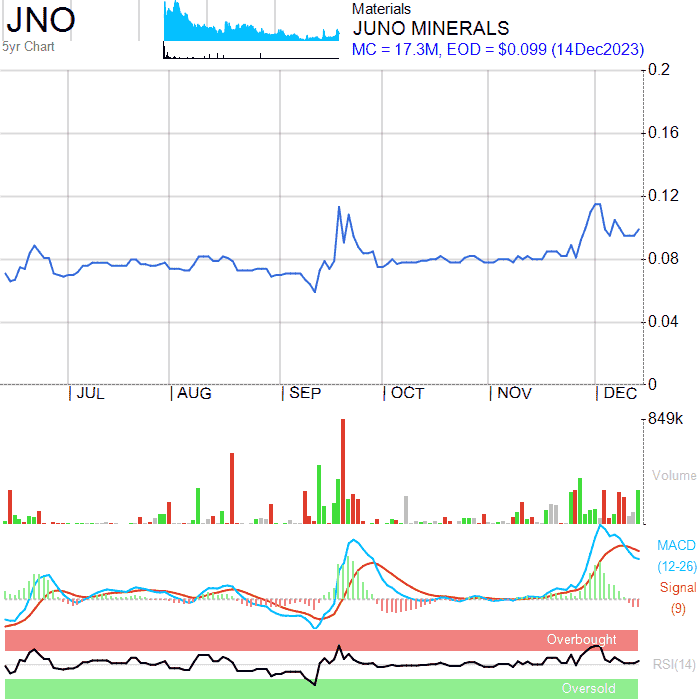 JNO
5yr Chart
Materials
JUNO MINERALS
MC = 17.3M, EOD = $0.099 (14Dec2023)
0.2
0.16
0.12
0.08
0.04
0
JUL AUG SEP OCT NOV DEC
849k
Volume
MACD
(12-26)
Signal
(9)
Overbought
RSI(14)
Oversold